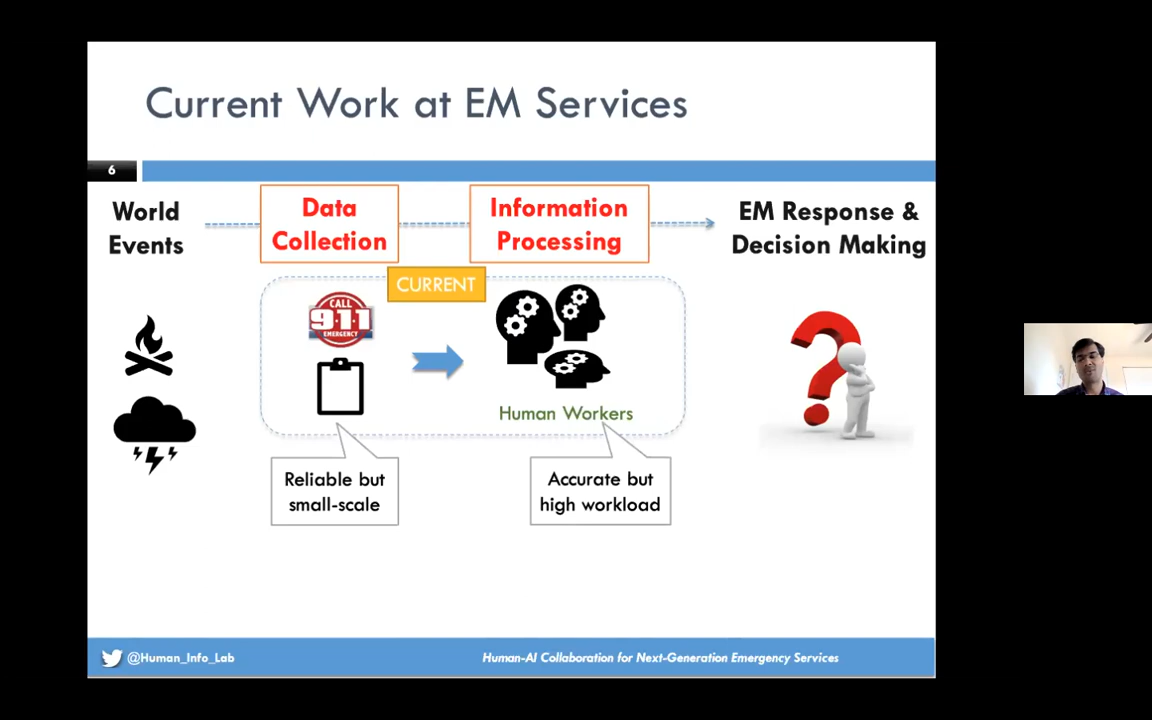 Current Work at EM Services
6
World
Events
Data
Collection
Information
Processing
EM Response &
Decision Making
CURRENT
CALL
911
EMERGENCY
Human Workers
Reliable but
small-scale
Accurate but
high workload
@Human_Info_Lab
Human-AI Collaboration for Next-Generation Emergency Services